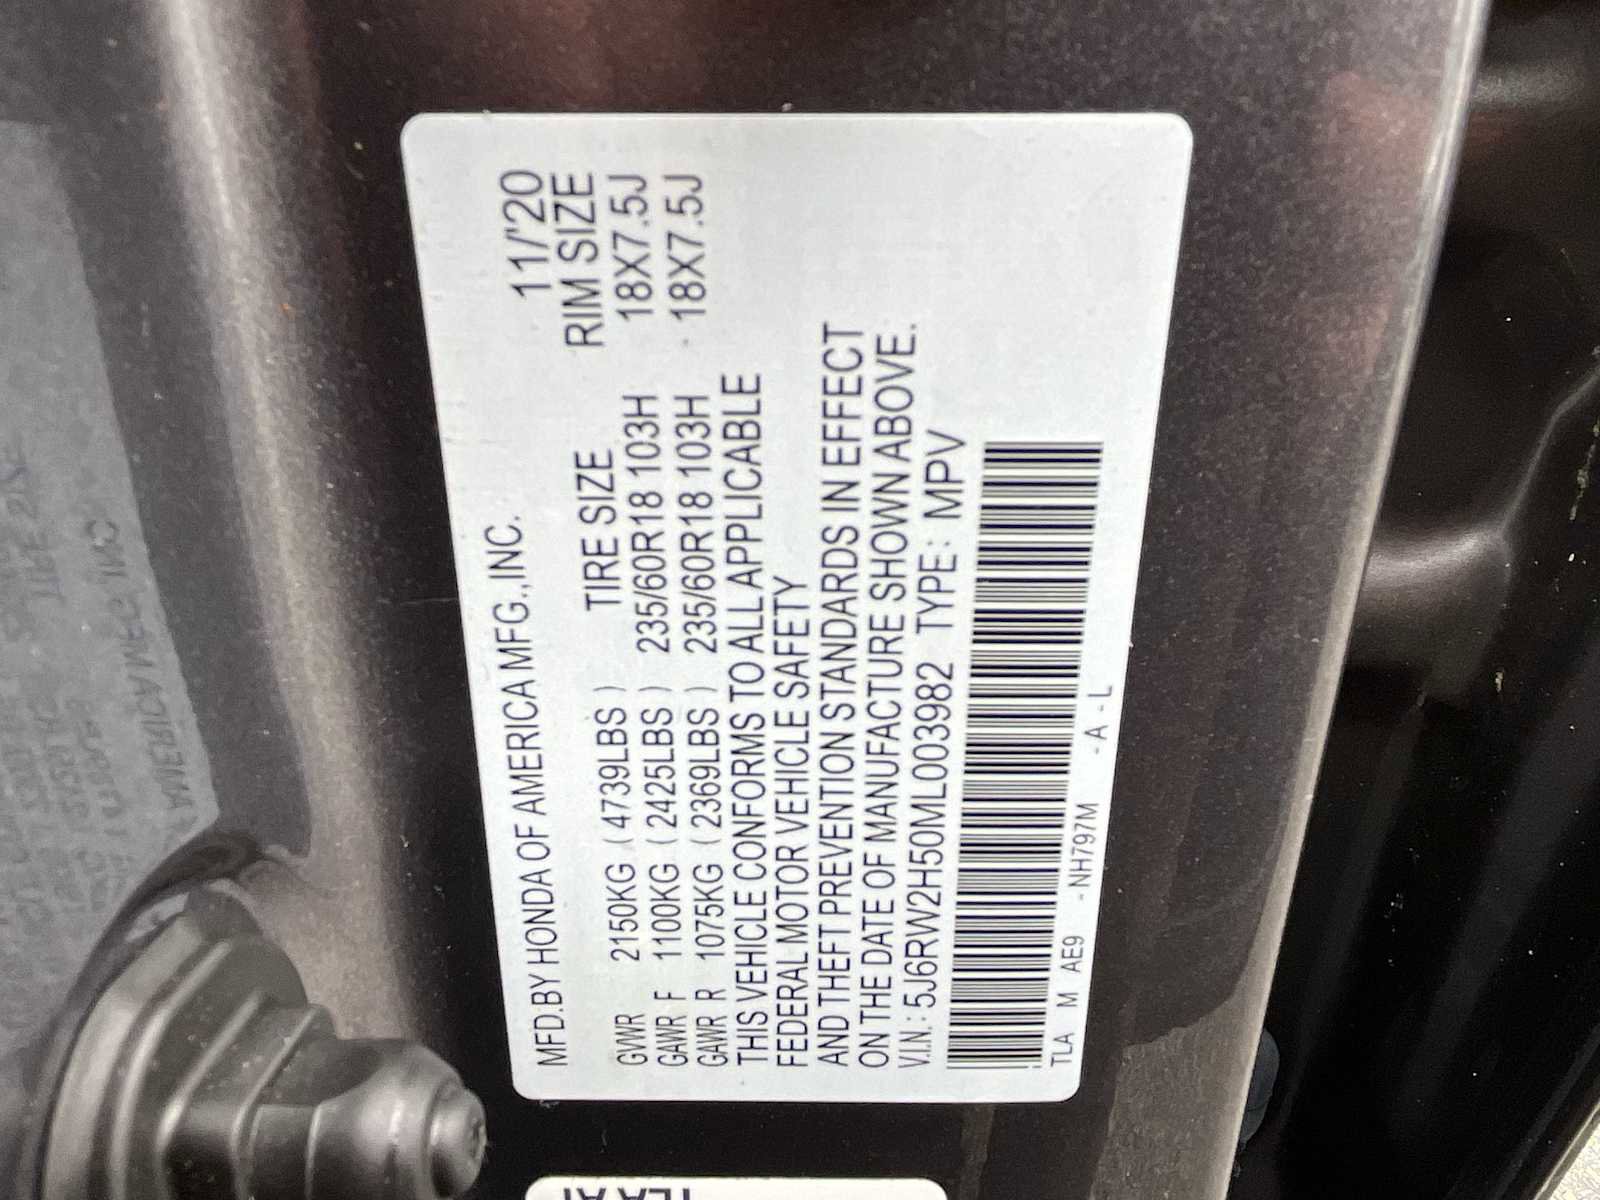 MFD.BY HONDA OF AMERICA MFG.,INC. 11/'20
TIRE SIZE RIM SIZE
GVWR 2150KG ( 4739LBS ) 235/60R18 103H 18X7.5J
GAWR F 1100KG ( 2425LBS ) 235/60R18 103H 18X7.5J
GAWR R 1075KG ( 2369LBS )
THIS VEHICLE CONFORMS TO ALL APPLICABLE
FEDERAL MOTOR VEHICLE SAFETY
AND THEFT PREVENTION STANDARDS IN EFFECT
ON THE DATE OF MANUFACTURE SHOWN ABOVE.
V.I.N.: 5J6RW2H50ML003982 TYPE: MPV
TLA M AE9 - NH797M - A - L